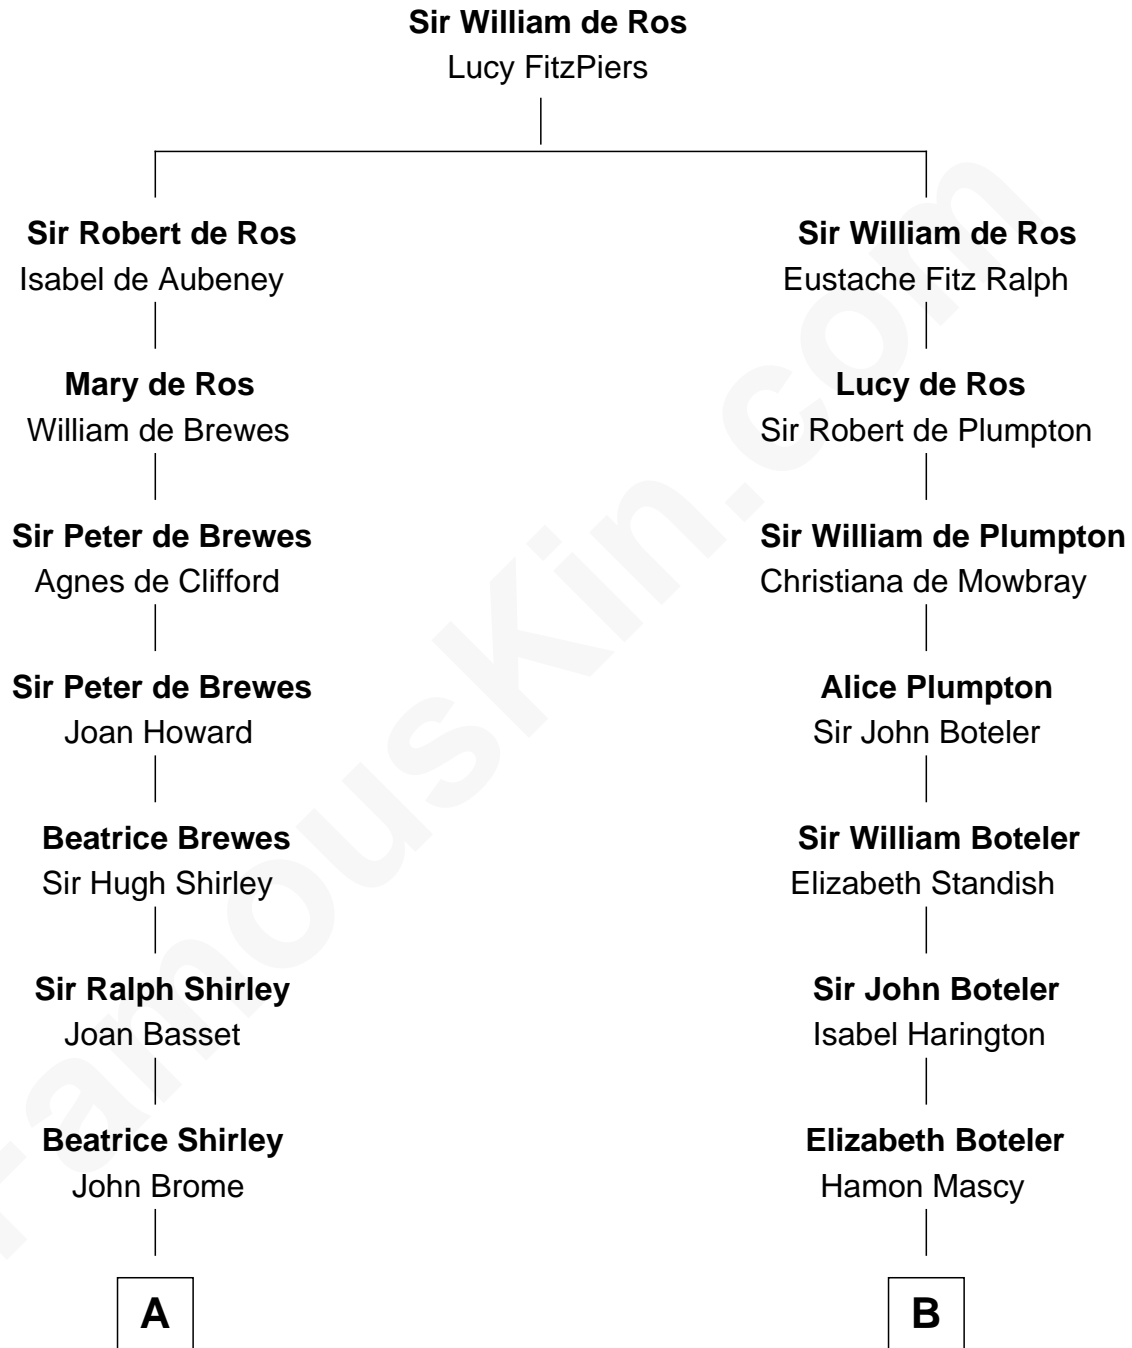 Sir William de Ros
Lucy FitzPiers
Sir Robert de Ros
Isabel de Aubeney
Sir William de Ros
Eustache Fitz Ralph
Mary de Ros
William de Brewes
Lucy de Ros
Sir Robert de Plumpton
Sir Peter de Brewes
Agnes de Clifford
Sir William de Plumpton
Christiana de Mowbray
Sir Peter de Brewes
Joan Howard
Alice Plumpton
Sir John Boteler
Beatrice Brewes
Sir Hugh Shirley
Sir William Boteler
Elizabeth Standish
Sir Ralph Shirley
Joan Basset
Sir John Boteler
Isabel Harington
Beatrice Shirley
John Brome
Elizabeth Boteler
Hamon Mascy
A
B
FamousKin.com